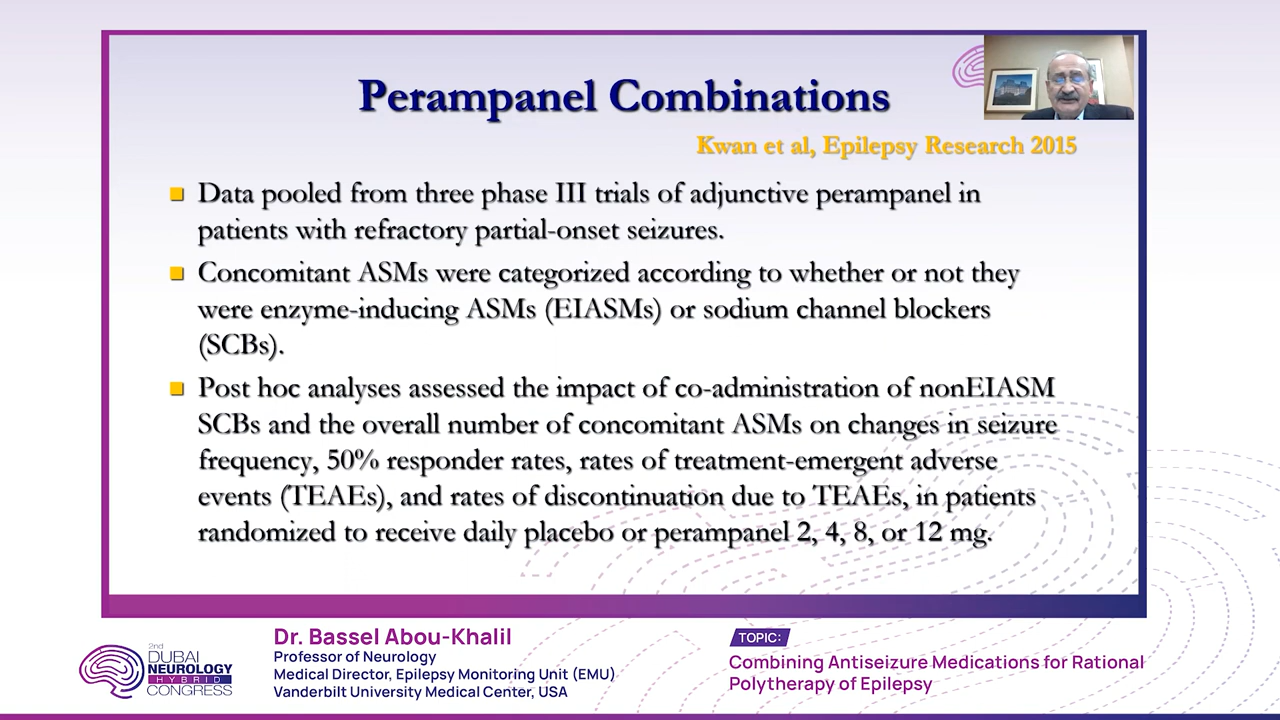 Perampanel Combinations
Kwan et al, Epilepsy Research 2015
Data pooled from three phase III trials of adjunctive perampanel in
patients with refractory partial-onset seizures.
Concomitant ASMs were categorized according to whether or not they
were enzyme-inducing ASMs (EIASMs) or sodium channel blockers
(SCBs).
Post hoc analyses assessed the impact of co-administration of nonEIASM
SCBs and the overall number of concomitant ASMs on changes in seizure
frequency, 50% responder rates, rates of treatment-emergent adverse
events (TEAEs), and rates of discontinuation due to TEAEs, in patients
randomized to receive daily placebo or perampanel 2, 4, 8, or 12 mg.
2nd
DUBAI
NEUROLOGY
HYBRID
CONGRESS
Dr. Bassel Abou-Khalil
Professor of Neurology
Medical Director, Epilepsy Monitoring Unit (EMU)
Vanderbilt University Medical Center, USA
TOPIC:
Combining Antiseizure Medications for Rational
Polytherapy of Epilepsy